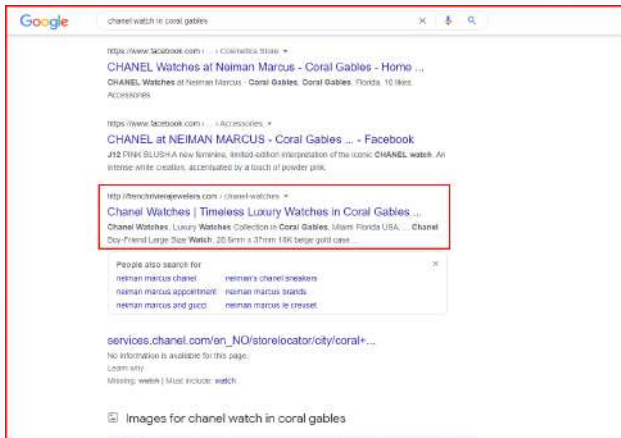 Google
chanel watch in coral gables
https://www.facebook.com › ... › Cosmetics Store
CHANEL Watches at Neiman Marcus - Coral Gables - Home ...
CHANEL Watches at Neiman Marcus - Coral Gables, Coral Gables, Florida. 10 likes.
Accessories.
https://www.facebook.com › ... › Accessories
CHANEL at NEIMAN MARCUS - Coral Gables ... - Facebook
J12 PINK BLUSH A new feminine, limited-edition interpretation of the iconic CHANEL watch. An
intense white creation, accentuated by a touch of powder pink.
http://frenchrivierajewelers.com › chanel-watches
Chanel Watches | Timeless Luxury Watches in Coral Gables ...
Chanel Watches, Luxury Watches Collection in Coral Gables, Miami Florida USA. ... Chanel
Boy-Friend Large Size Watch, 28.6mm x 37mm 18K beige gold case...
People also search for
neiman marcus chanel
neiman's chanel sneakers
neiman marcus appointment
neiman marcus brands
neiman marcus and gucci
neiman marcus le creuset
services.chanel.com/en_NO/storelocator/city/coral+...
No information is available for this page.
Learn why
Missing: watch | Must include: watch
Images for chanel watch in coral gables